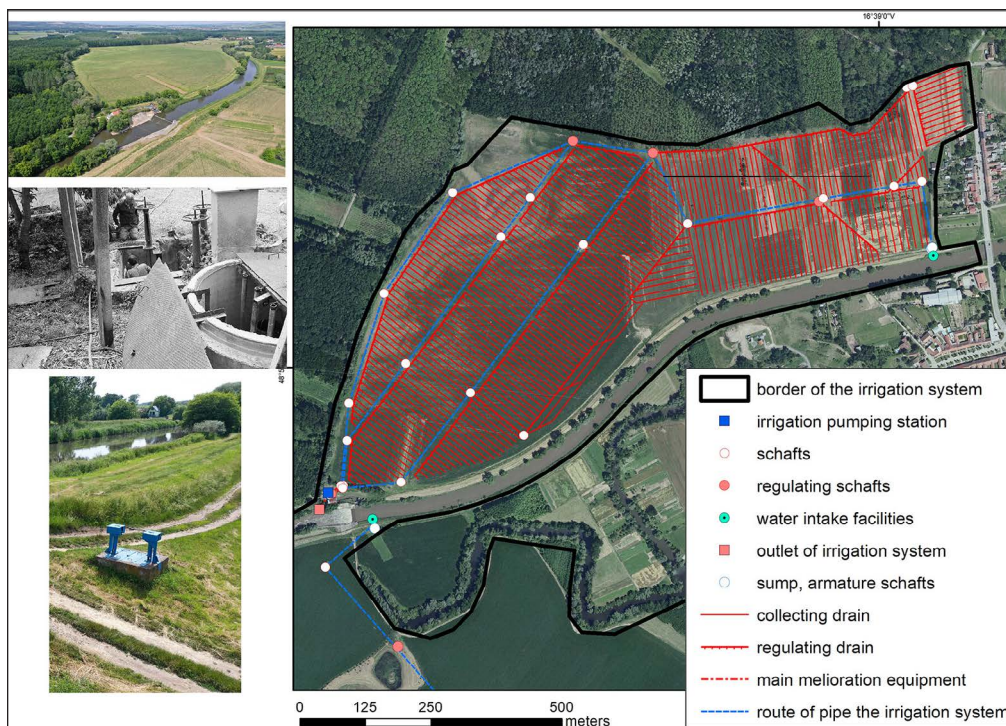 16°39'0"V
border of the irrigation system
irrigation pumping station
schafts
regulating schafts
water intake facilities
outlet of irrigation system
sump, armature schafts
collecting drain
regulating drain
main melioration equipment
route of pipe the irrigation system
0 125 250 500
meters